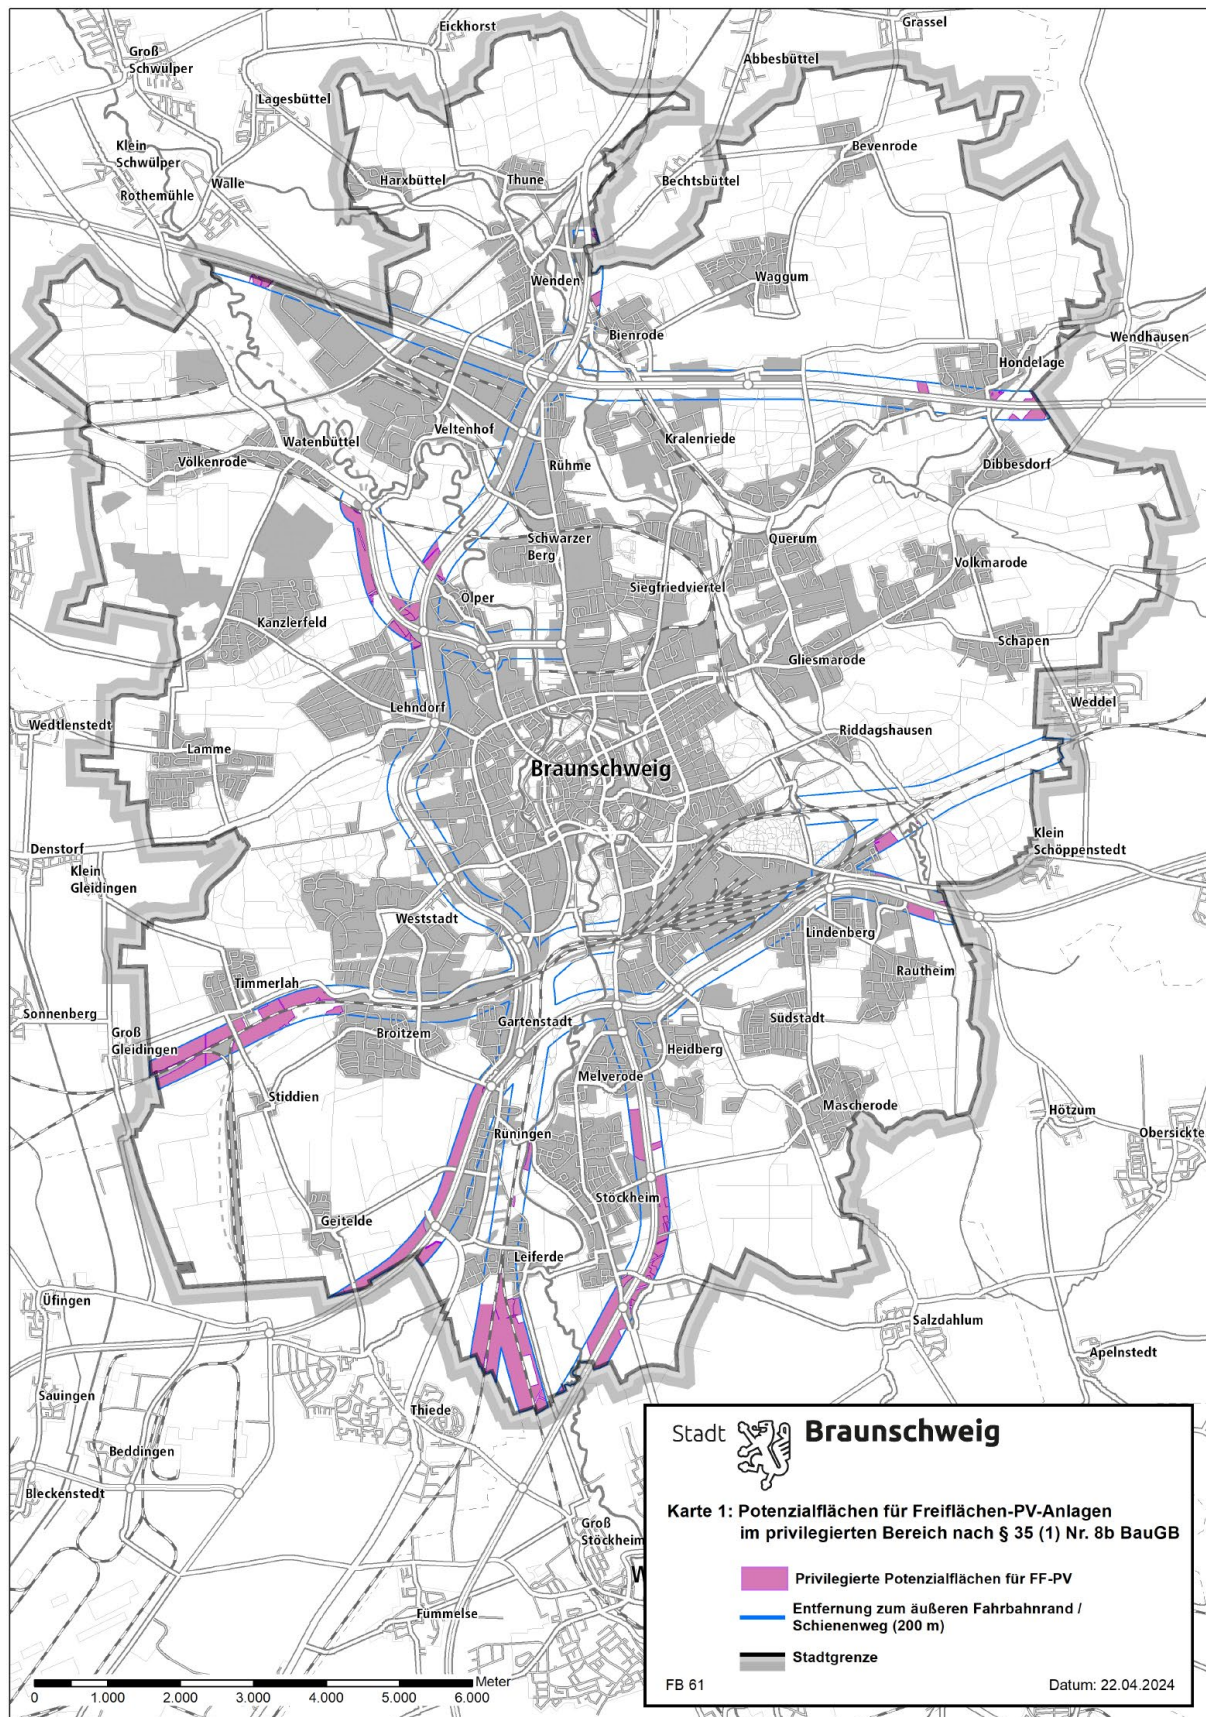 Eickhorst
Grassel
Groß
Schwülper
Abbesbüttel
Lagesbüttel
Klein
Schwülper
Bevenrode
Rothemühle
Walle
Harxbüttel
Thune
Bechtsbüttel
Wenden
Waggum
Bienrode
Wendhausen
Hondelage
Veltenhof
Watenbüttel
Kralenriede
Völkenrode
Rühme
Dibbesdorf
Schwarzer
Berg
Querum
Volkmarode
Siegfriedviertel
Ölper
Kanzlerfeld
Schapen
Gliesmarode
Weddel
Lehndorf
Wedtlenstedt
Riddagshausen
Lamme
Braunschweig
Denstorf
Klein
Schöppenstedt
Klein
Gleidingen
Weststadt
Lindenberg
Rautheim
Timmerlah
Sonnenberg
Gartenstadt
Südstadt
Groß
Gleidingen
Broitzem
Heidberg
Melverode
Stiddien
Mascherode
Hötzum
Rüningen
Obersickte
Stöckheim
Geitelde
Leiferde
Üfingen
Salzdahlum
Apelnstedt
Sauingen
Thiede
Beddingen
Bleckenstedt
Groß
Stöckheim
W
Fümmelse
Stadt Braunschweig
Karte 1: Potenzialflächen für Freiflächen-PV-Anlagen
im privilegierten Bereich nach § 35 (1) Nr. 8b BauGB
Privilegierte Potenzialflächen für FF-PV
Entfernung zum äußeren Fahrbahnrand /
Schienenweg (200 m)
Stadtgrenze
FB 61 Datum: 22.04.2024
Meter
0 1.000 2.000 3.000 4.000 5.000 6.000